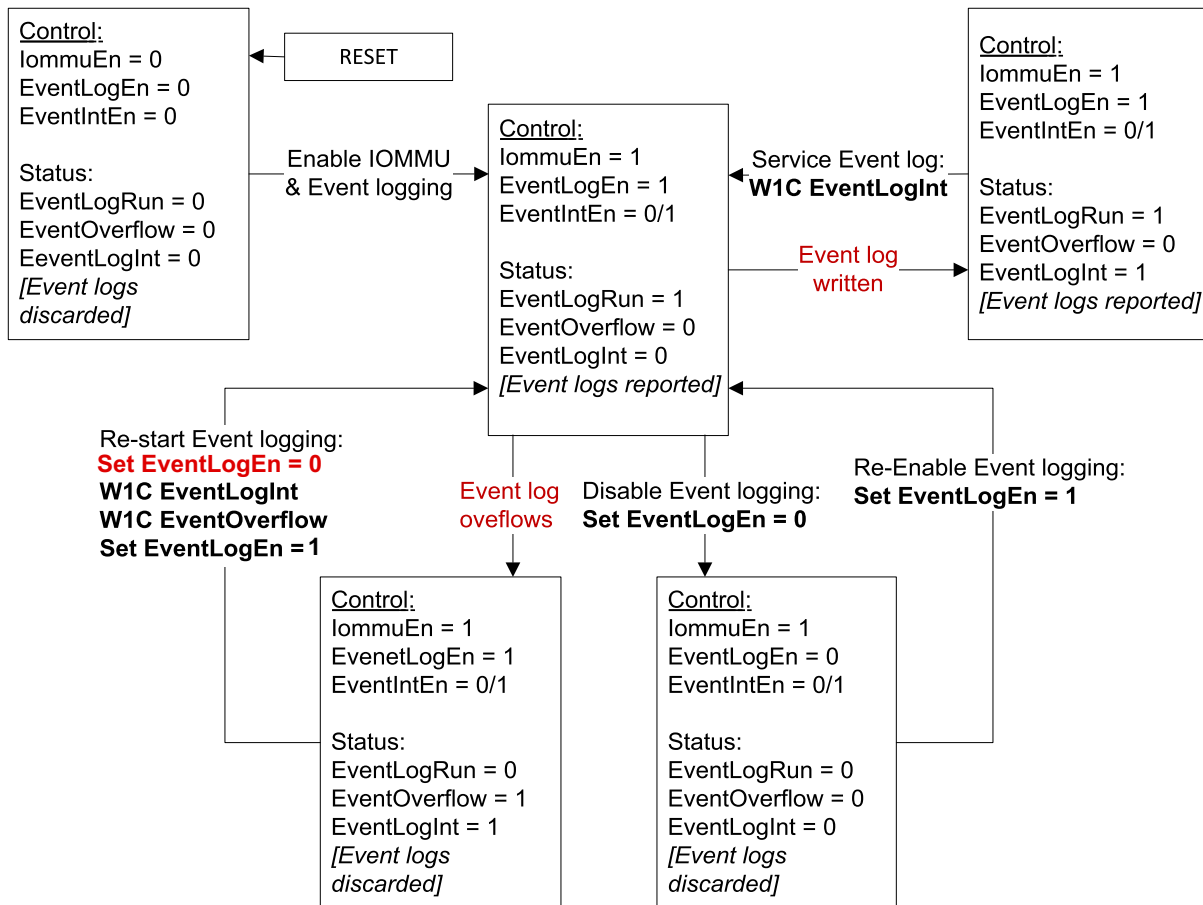 Control:
IommuEn = 0
EventLogEn = 0
EventIntEn = 0
Status:
EventLogRun = 0
EventOverflow = 0
EeventLogInt = 0
[Event logs
discarded]
RESET
Enable IOMMU
& Event logging
Control:
IommuEn = 1
EventLogEn = 1
EventIntEn = 0/1
Status:
EventLogRun = 1
EventOverflow = 0
EventLogInt = 0
[Event logs reported]
Service Event log:
W1C EventLogInt
Event log
written
Control:
IommuEn = 1
EventLogEn = 1
EventIntEn = 0/1
Status:
EventLogRun = 1
EventOverflow = 0
EventLogInt = 1
[Event logs reported]
Re-start Event logging:
Set EventLogEn = 0
W1C EventLogInt
W1C EventOverflow
Set EventLogEn = 1
Event log
oveflows
Disable Event logging:
Set EventLogEn = 0
Re-Enable Event logging:
Set EventLogEn = 1
Control:
IommuEn = 1
EvenetLogEn = 1
EventIntEn = 0/1
Status:
EventLogRun = 0
EventOverflow = 1
EventLogInt = 1
[Event logs
discarded]
Control:
IommuEn = 1
EventLogEn = 0
EventIntEn = 0/1
Status:
EventLogRun = 0
EventOverflow = 0
EventLogInt = 0
[Event logs
discarded]